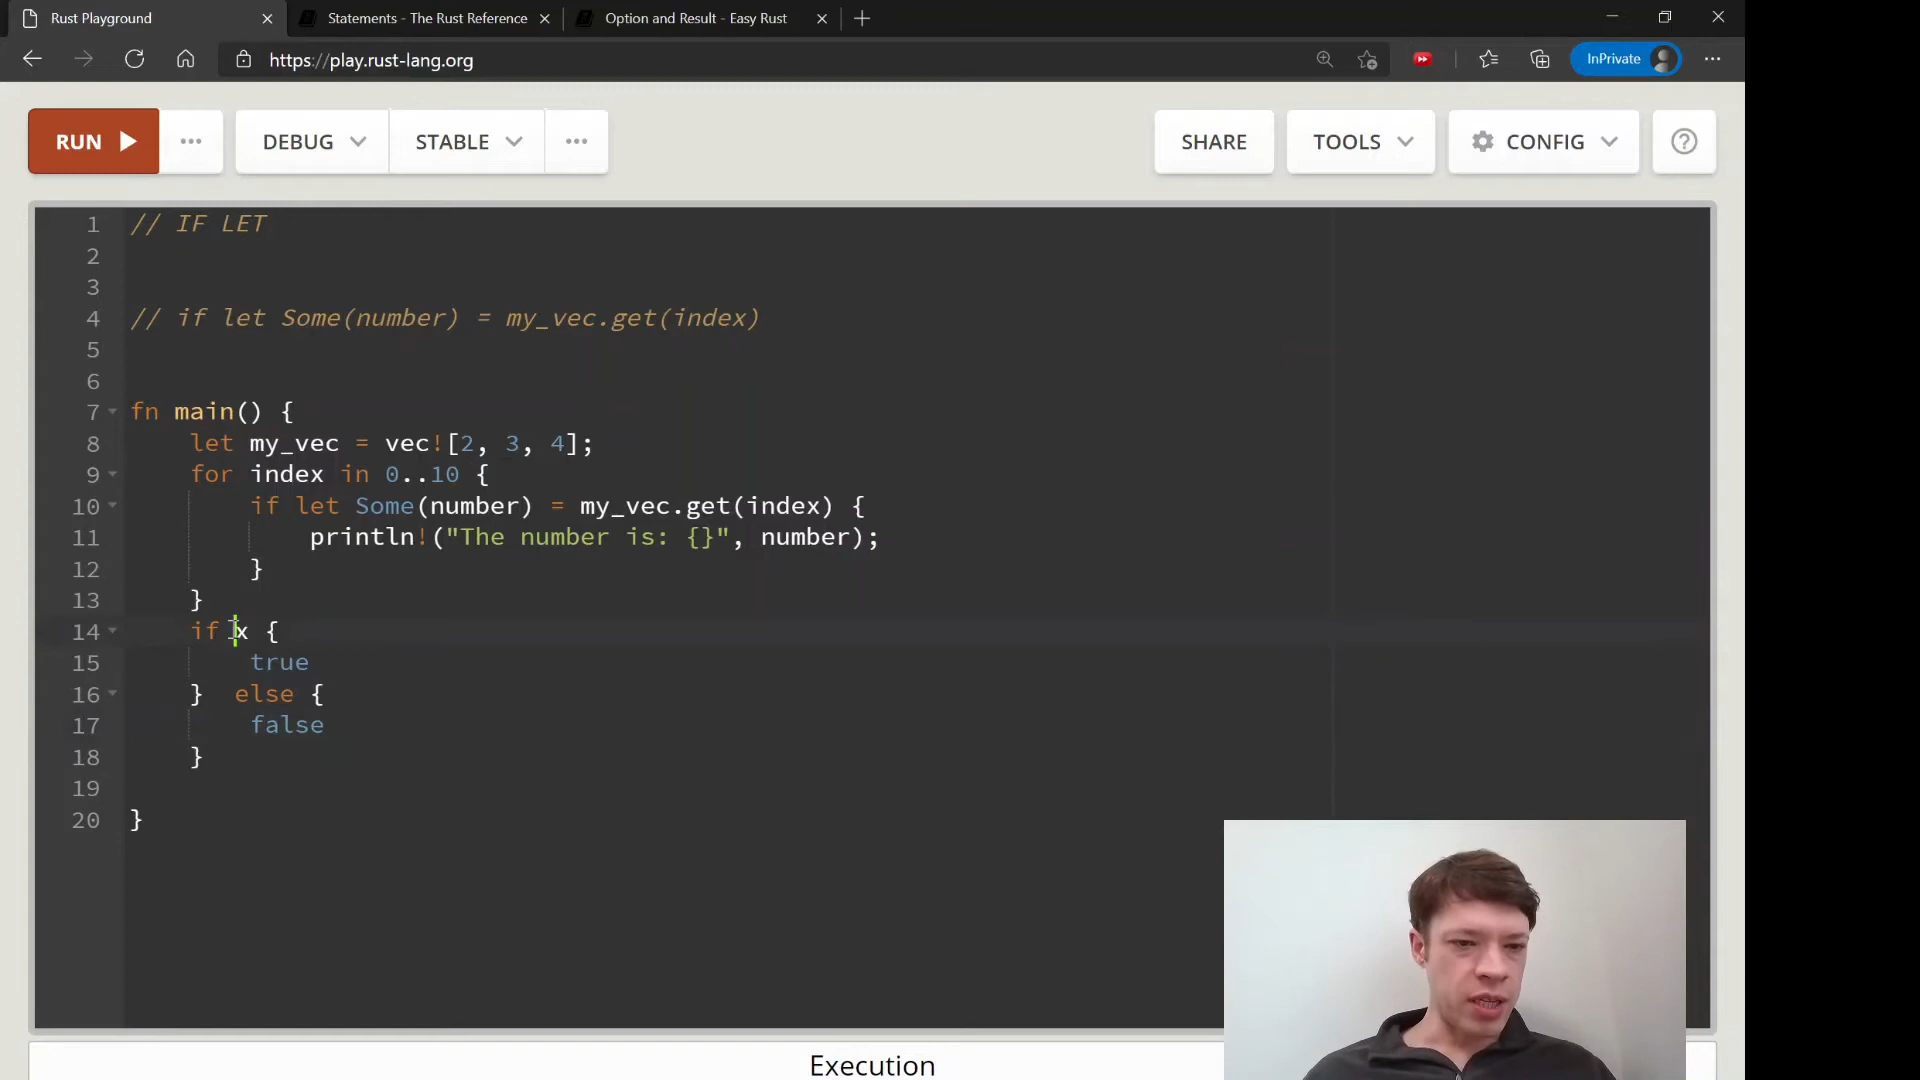 Rust Playground
Statements - The Rust Reference
Option and Result - Easy Rust
https://play.rust-lang.org
InPrivate
RUN
DEBUG
STABLE
SHARE
TOOLS
CONFIG
1 // IF LET
2
3
4 // if let Some(number) = my_vec.get(index)
5
6
7 fn main() {
8     let my_vec = vec![2, 3, 4];
9     for index in 0..10 {
10         if let Some(number) = my_vec.get(index) {
11             println!("The number is: {}", number);
12         }
13     }
14     if x {
15         true
16     }  else {
17         false
18     }
19
20 }
Execution